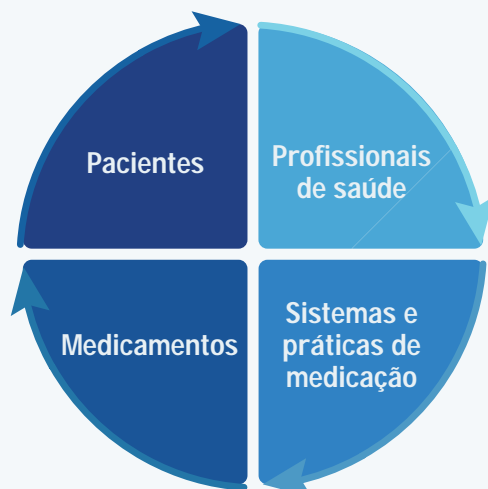 Pacientes
Profissionais
de saúde
Medicamentos
Sistemas e
práticas de
medicação